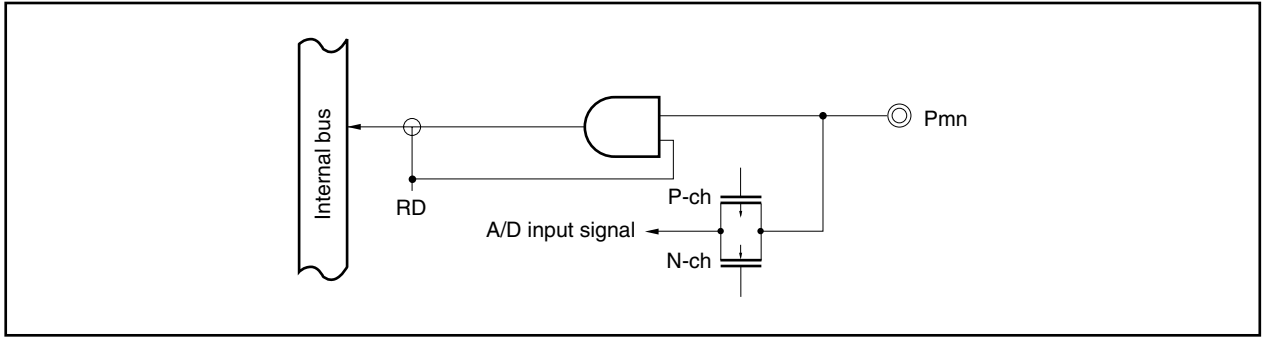 Internal bus
RD
Pmn
P-ch
A/D input signal
N-ch